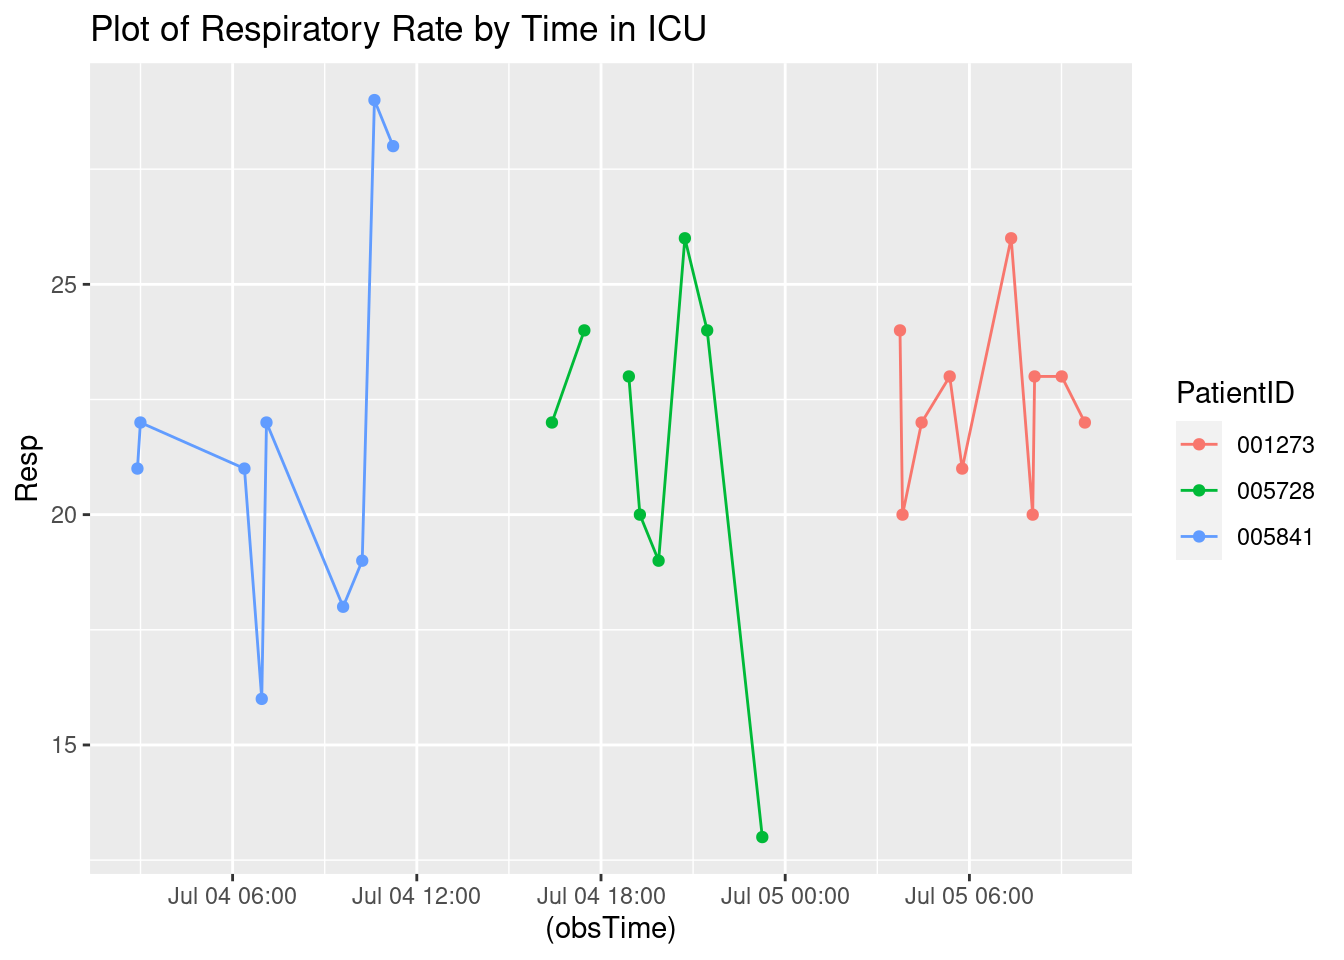 Plot of Respiratory Rate by Time in ICU
Resp
25
20
15
Jul 04 06:00 Jul 04 12:00 Jul 04 18:00 Jul 05 00:00 Jul 05 06:00
(obsTime)
PatientID
001273
005728
005841